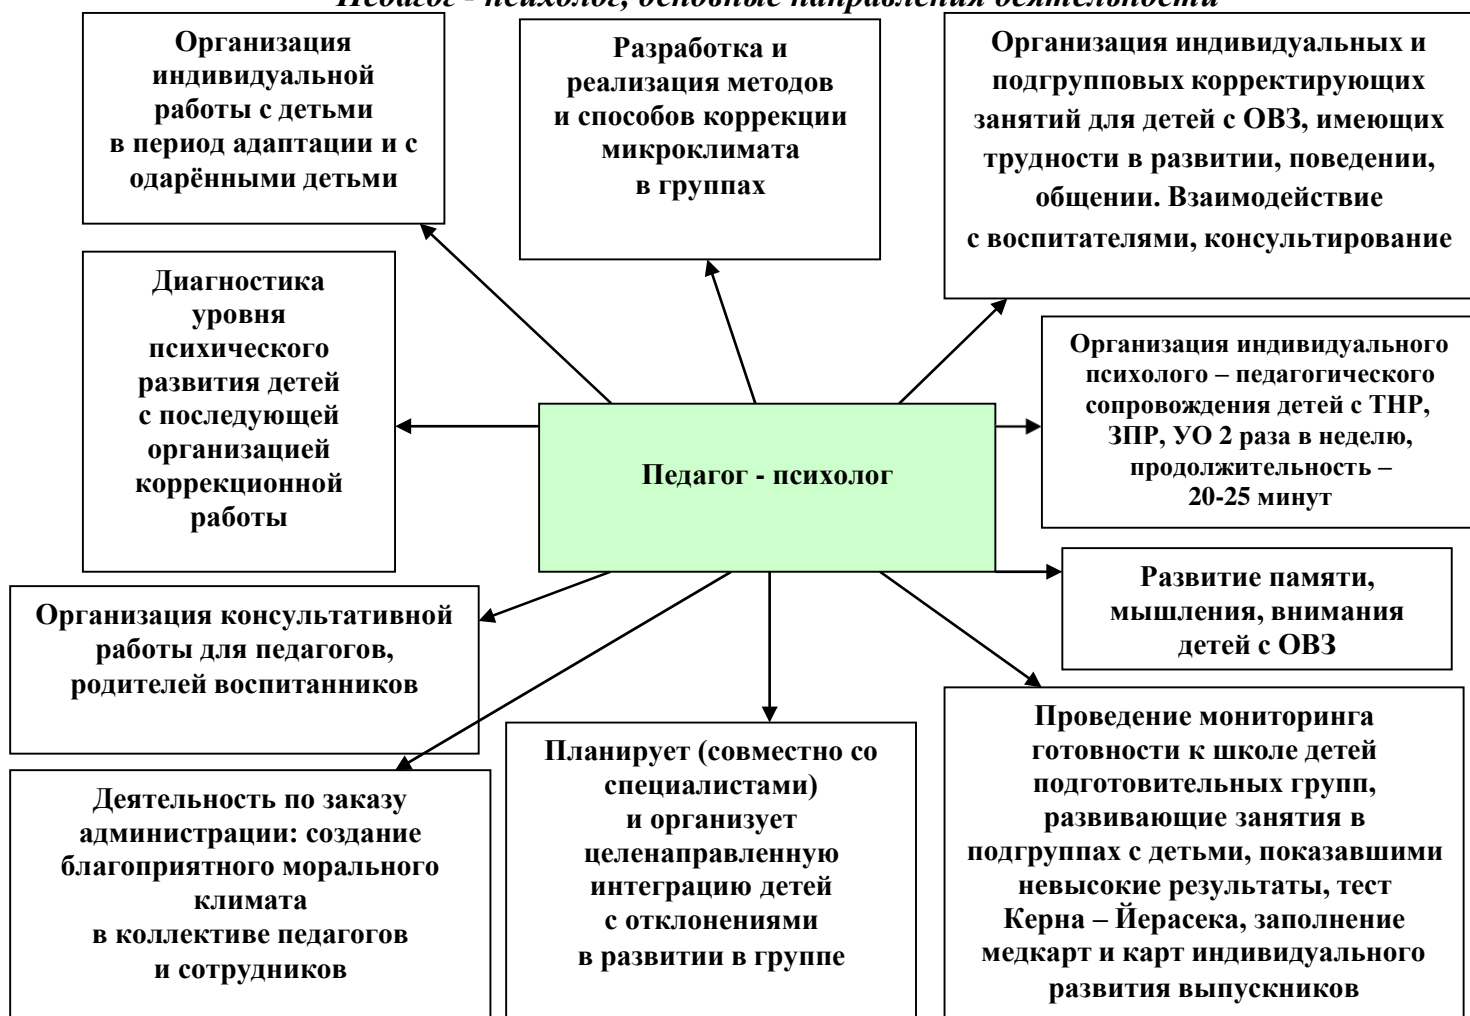 Педагог - психолог, основные направления деятельности
Организация
индивидуальной
работы с детьми
в период адаптации и с
одарёнными детьми
Разработка и
реализация методов
и способов коррекции
микроклимата
в группах
Организация индивидуальных и
подгрупповых корректирующих
занятий для детей с ОВЗ, имеющих
трудности в развитии, поведении,
общении. Взаимодействие
с воспитателями, консультирование
Диагностика
уровня
психического
развития детей
с последующей
организацией
коррекционной
работы
Организация индивидуального
психолого – педагогического
сопровождения детей с ТНР,
ЗПР, УО 2 раза в неделю,
продолжительность –
20-25 минут
Педагог - психолог
Развитие памяти,
мышления, внимания
детей с ОВЗ
Организация консультативной
работы для педагогов,
родителей воспитанников
Деятельность по заказу
администрации: создание
благоприятного морального
климата
в коллективе педагогов
и сотрудников
Планирует (совместно со
специалистами)
и организует
целенаправленную
интеграцию детей
с отклонениями
в развитии в группе
Проведение мониторинга
готовности к школе детей
подготовительных групп,
развивающие занятия в
подгруппах с детьми, показавшими
невысокие результаты, тест
Керна – Йерасека, заполнение
медкарт и карт индивидуального
развития выпускников